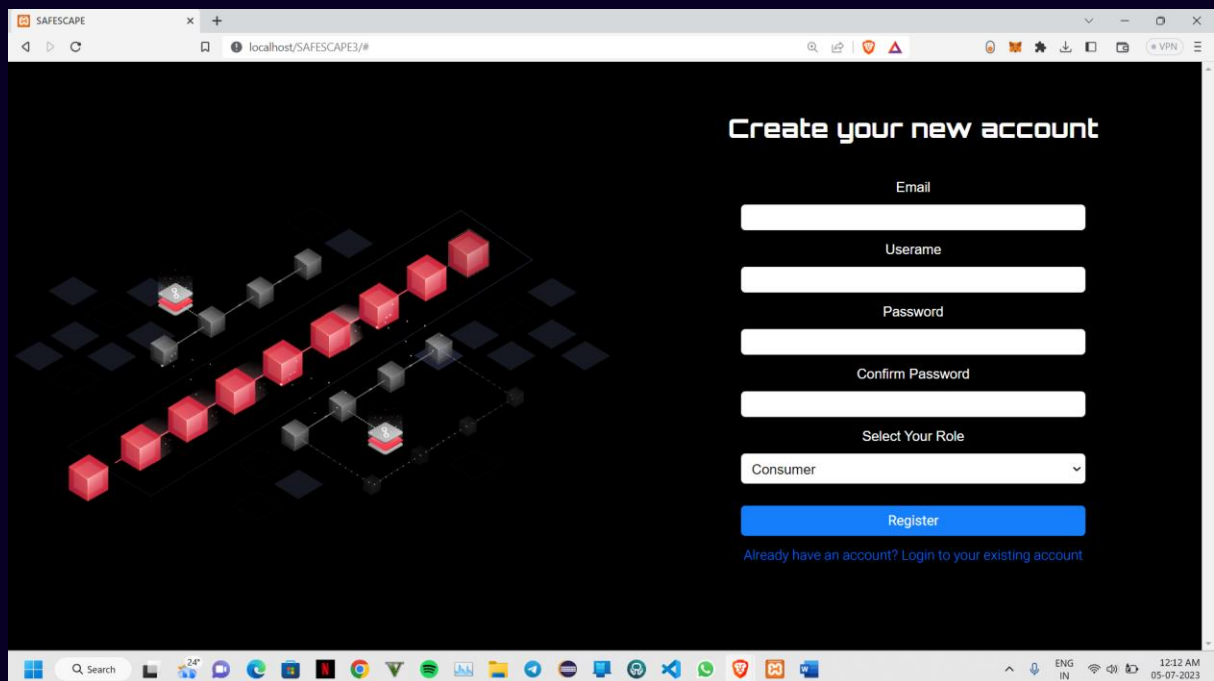 SAFESCAPE
localhost/SAFESCAPE3/#
VPN
Create your new account
Email
Userame
Password
Confirm Password
Select Your Role
Consumer
Register
Already have an account? Login to your existing account
24°
Search
ENG
IN
12:12 AM
05-07-2023